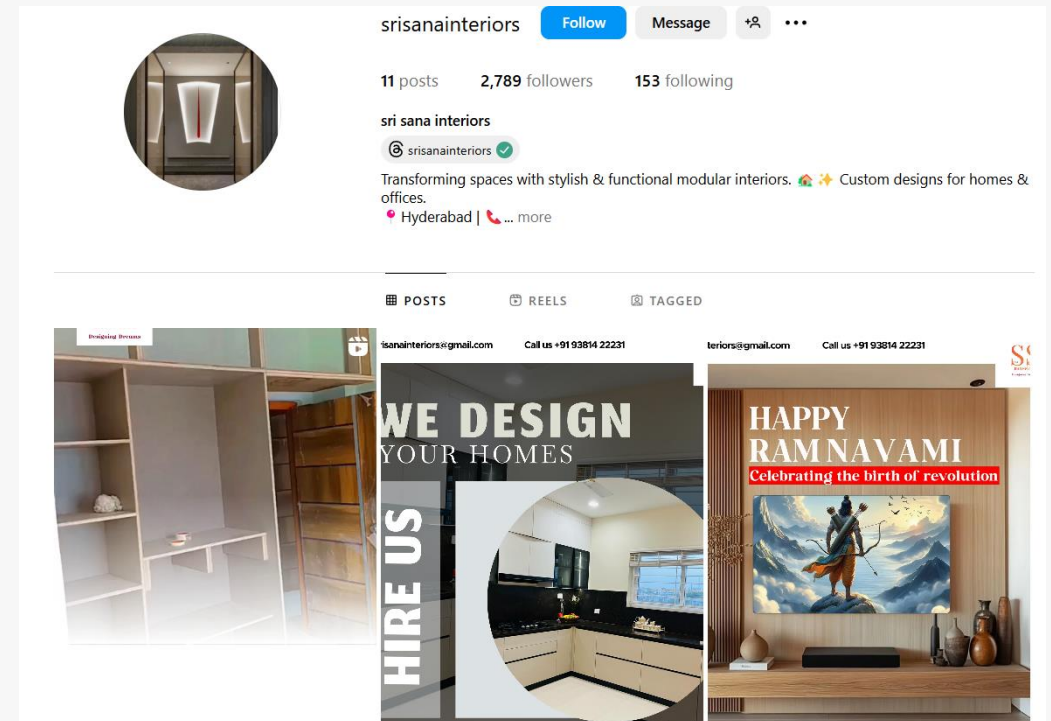 srisanainteriors Follow Message
11 posts 2,789 followers 153 following
sri sana interiors
srisanainteriors
Transforming spaces with stylish & functional modular interiors. 🏠✨ Custom designs for homes &
offices.
📍 Hyderabad | 📞 ... more
POSTS REELS TAGGED
Designing Dreams
isanainteriors@gmail.com Call us +91 93814 22231
WE DESIGN
YOUR HOMES
HIRE US
teriors@gmail.com Call us +91 93814 22231
SS
HAPPY
RAM NAVAMI
Celebrating the birth of revolution